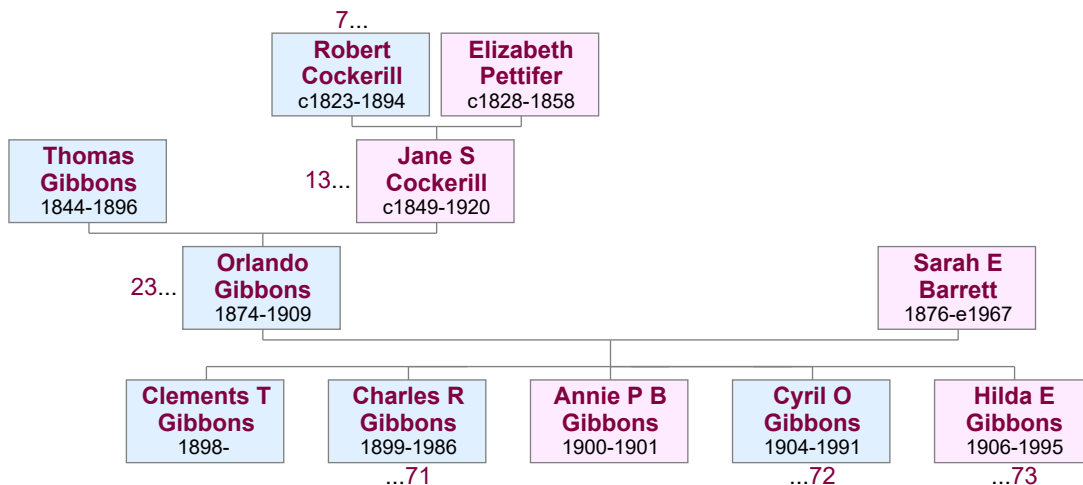 7...
Robert
Cockerill
c1823-1894
Elizabeth
Pettifer
c1828-1858
Thomas
Gibbons
1844-1896
13...
Jane S
Cockerill
c1849-1920
23...
Orlando
Gibbons
1874-1909
Sarah E
Barrett
1876-e1967
Clements T
Gibbons
1898-
Charles R
Gibbons
1899-1986
...71
Annie P B
Gibbons
1900-1901
Cyril O
Gibbons
1904-1991
...72
Hilda E
Gibbons
1906-1995
...73